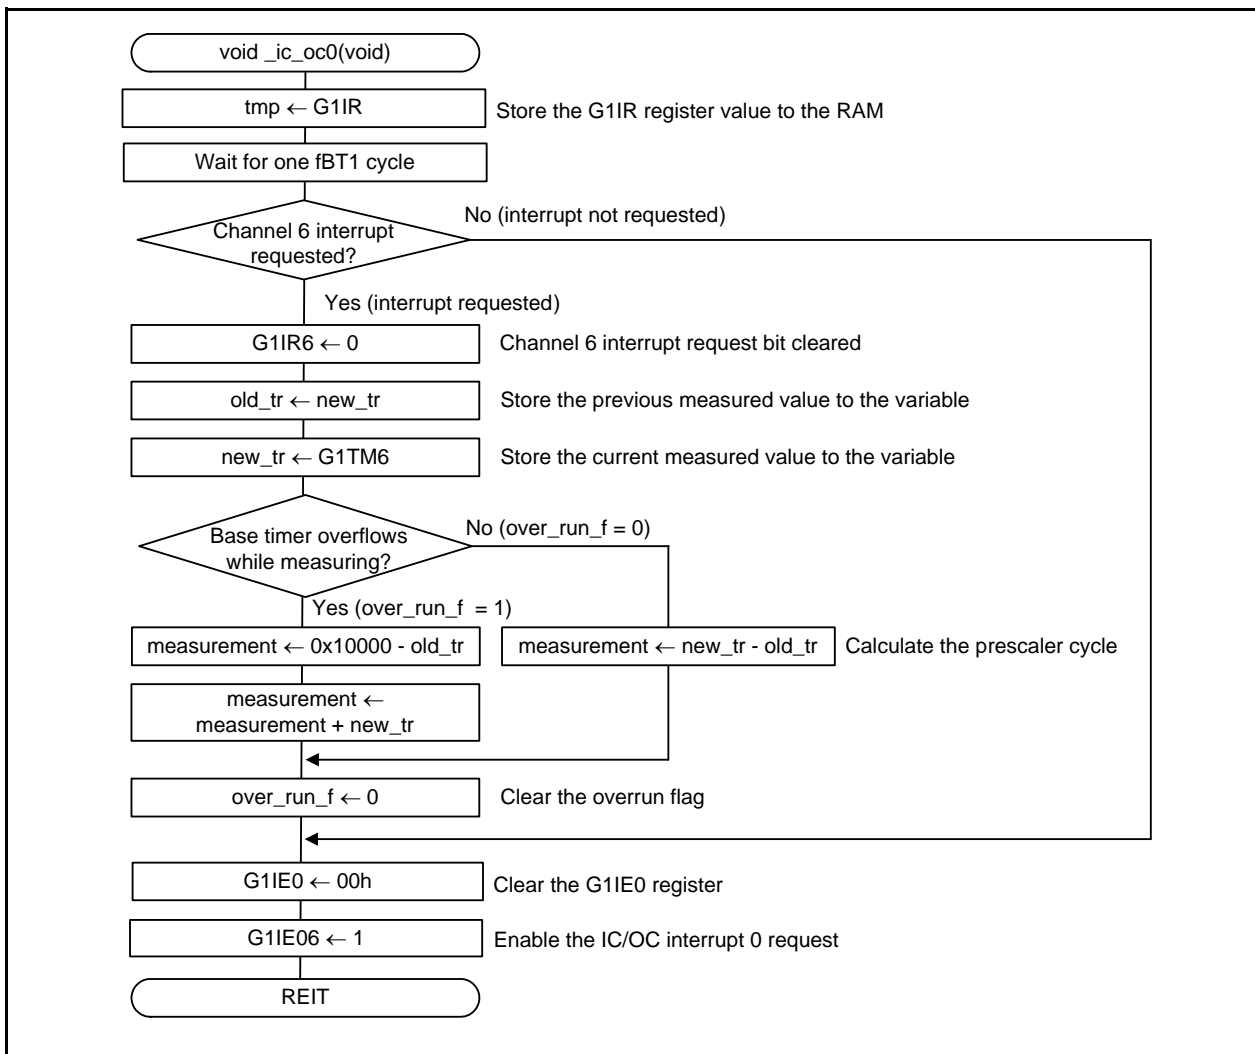 void _ic_oc0(void)
tmp ← G1IR
Store the G1IR register value to the RAM
Wait for one fBT1 cycle
No (interrupt not requested)
Channel 6 interrupt
requested?
Yes (interrupt requested)
G1IR6 ← 0
Channel 6 interrupt request bit cleared
old_tr ← new_tr
Store the previous measured value to the variable
new_tr ← G1TM6
Store the current measured value to the variable
Base timer overflows
while measuring?
No (over_run_f = 0)
Yes (over_run_f  = 1)
measurement ← 0x10000 - old_tr
measurement ← new_tr - old_tr
Calculate the prescaler cycle
measurement ←
measurement + new_tr
over_run_f ← 0
Clear the overrun flag
G1IE0 ← 00h
Clear the G1IE0 register
G1IE06 ← 1
Enable the IC/OC interrupt 0 request
REIT